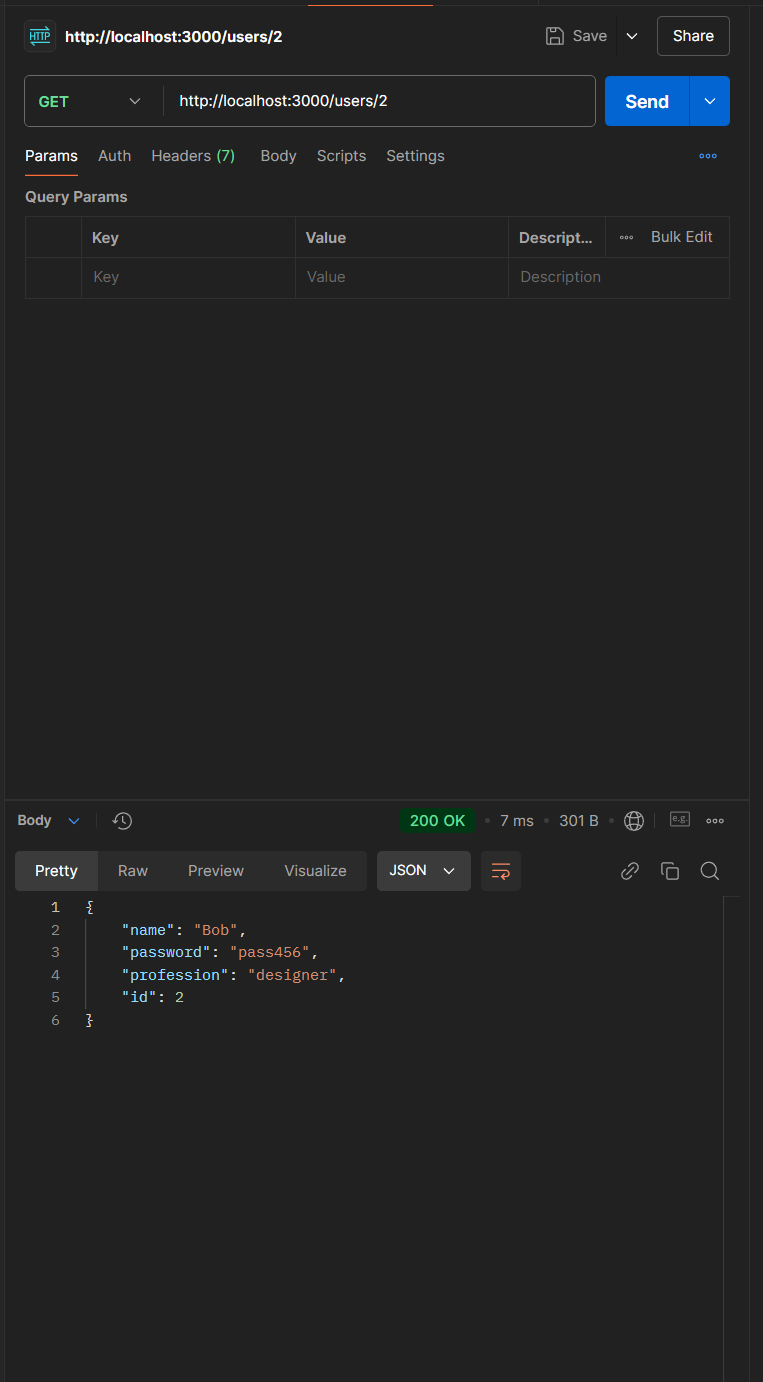 HTTP http://localhost:3000/users/2 Save Share
GET http://localhost:3000/users/2 Send
Params Auth Headers (7) Body Scripts Settings
Query Params
Key Value Descript... Bulk Edit
Key Value Description
Body 200 OK • 7 ms • 301 B • e.g.
Pretty Raw Preview Visualize JSON
1 {
2 "name": "Bob",
3 "password": "pass456",
4 "profession": "designer",
5 "id": 2
6 }